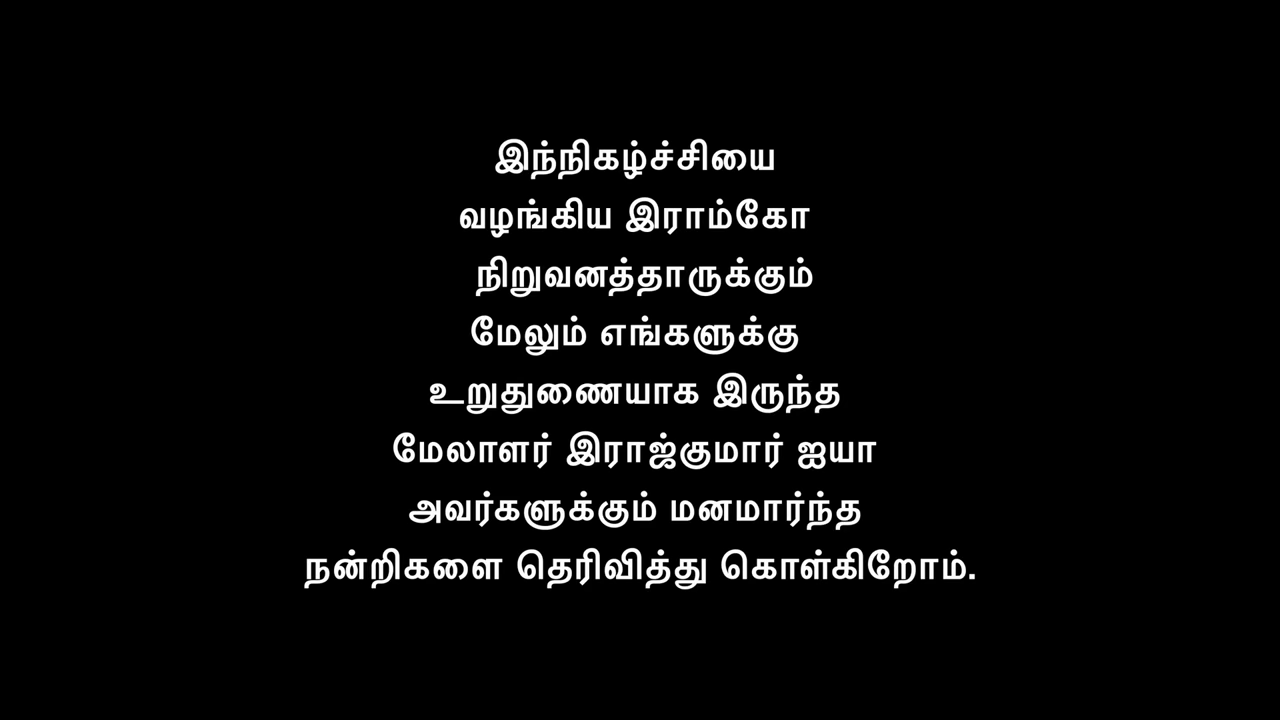 இந்நிகழ்ச்சியை
வழங்கிய இராம்கோ
நிறுவனத்தாருக்கும்
மேலும் எங்களுக்கு
உறுதுணையாக இருந்த
மேலாளர் இராஜ்குமார் ஐயா
அவர்களுக்கும் மனமார்ந்த
நன்றிகளை தெரிவித்து கொள்கிறோம்.